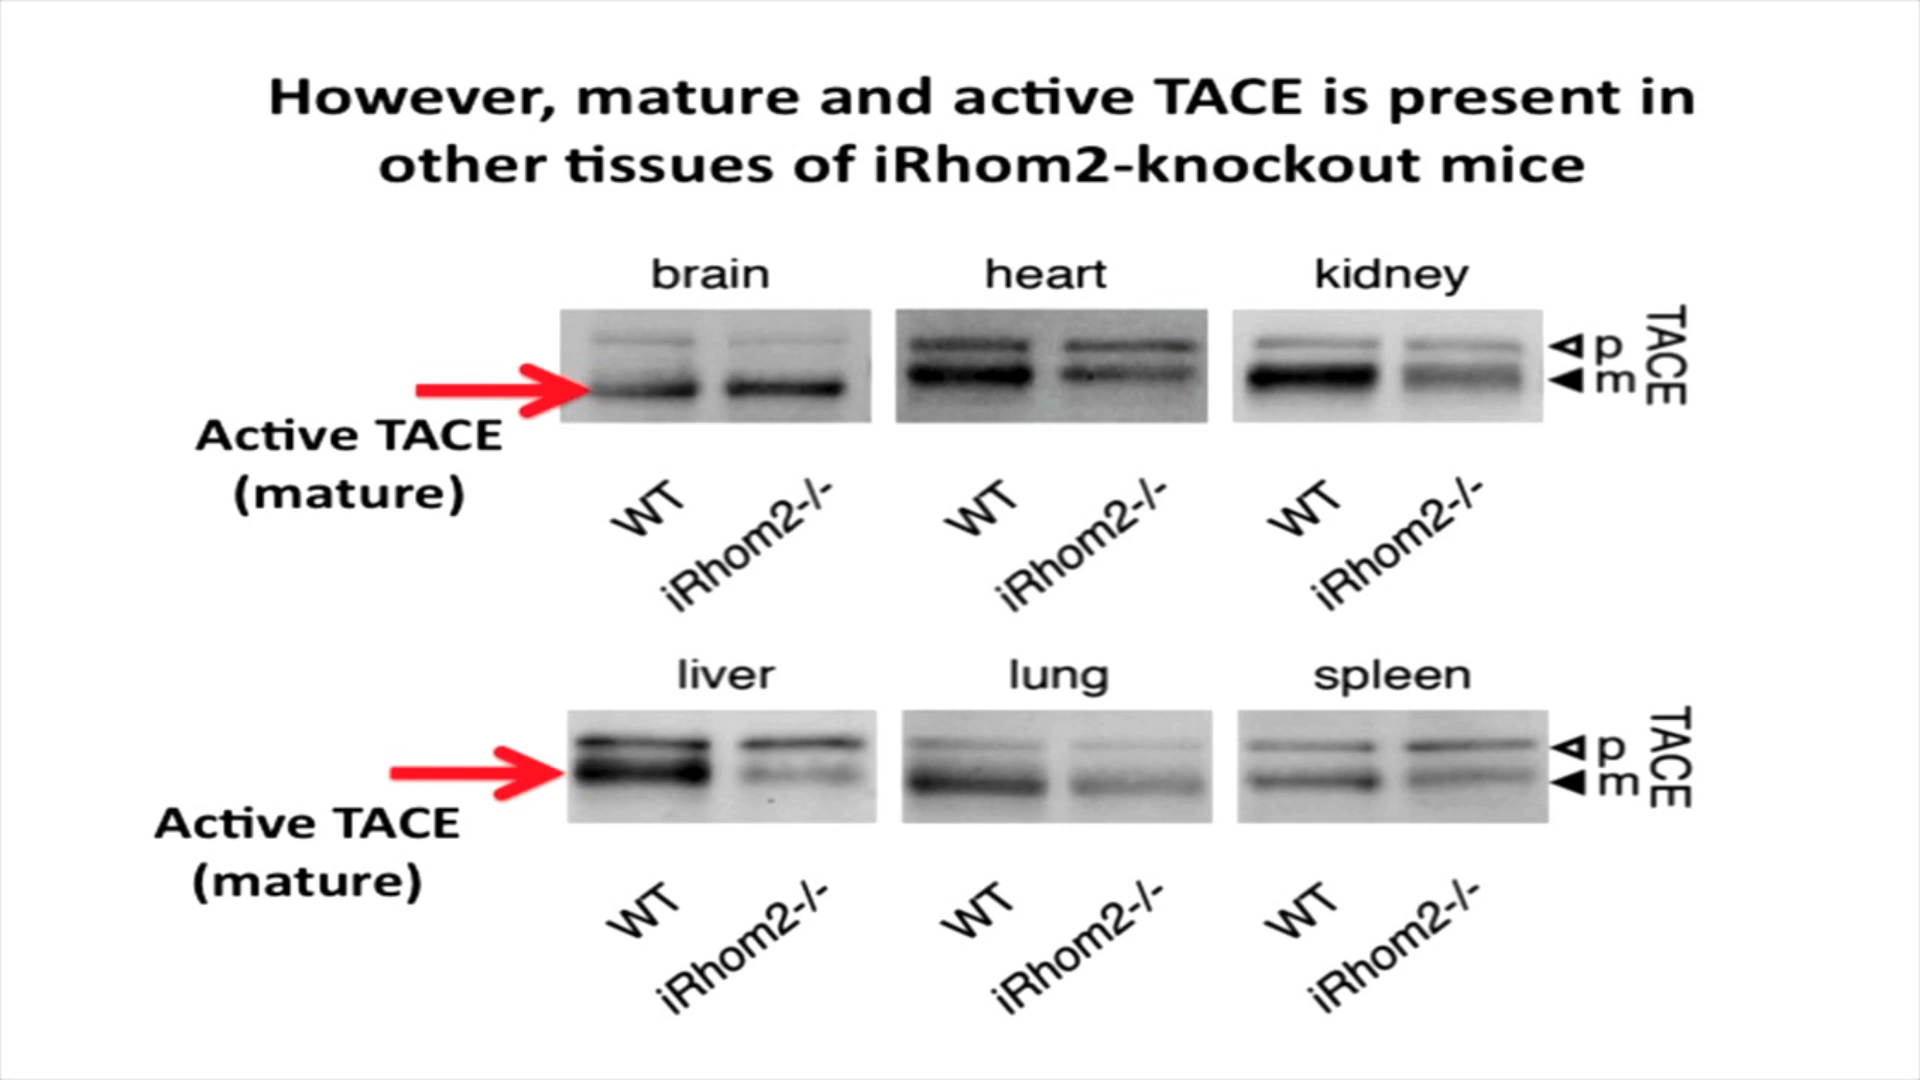 However, mature and active TACE is present in
other tissues of iRhom2-knockout mice
brain
heart
kidney
p
m
TACE
Active TACE
(mature)
WT
iRhom2-/-
WT
iRhom2-/-
WT
iRhom2-/-
liver
lung
spleen
p
m
TACE
Active TACE
(mature)
WT
iRhom2-/-
WT
iRhom2-/-
WT
iRhom2-/-